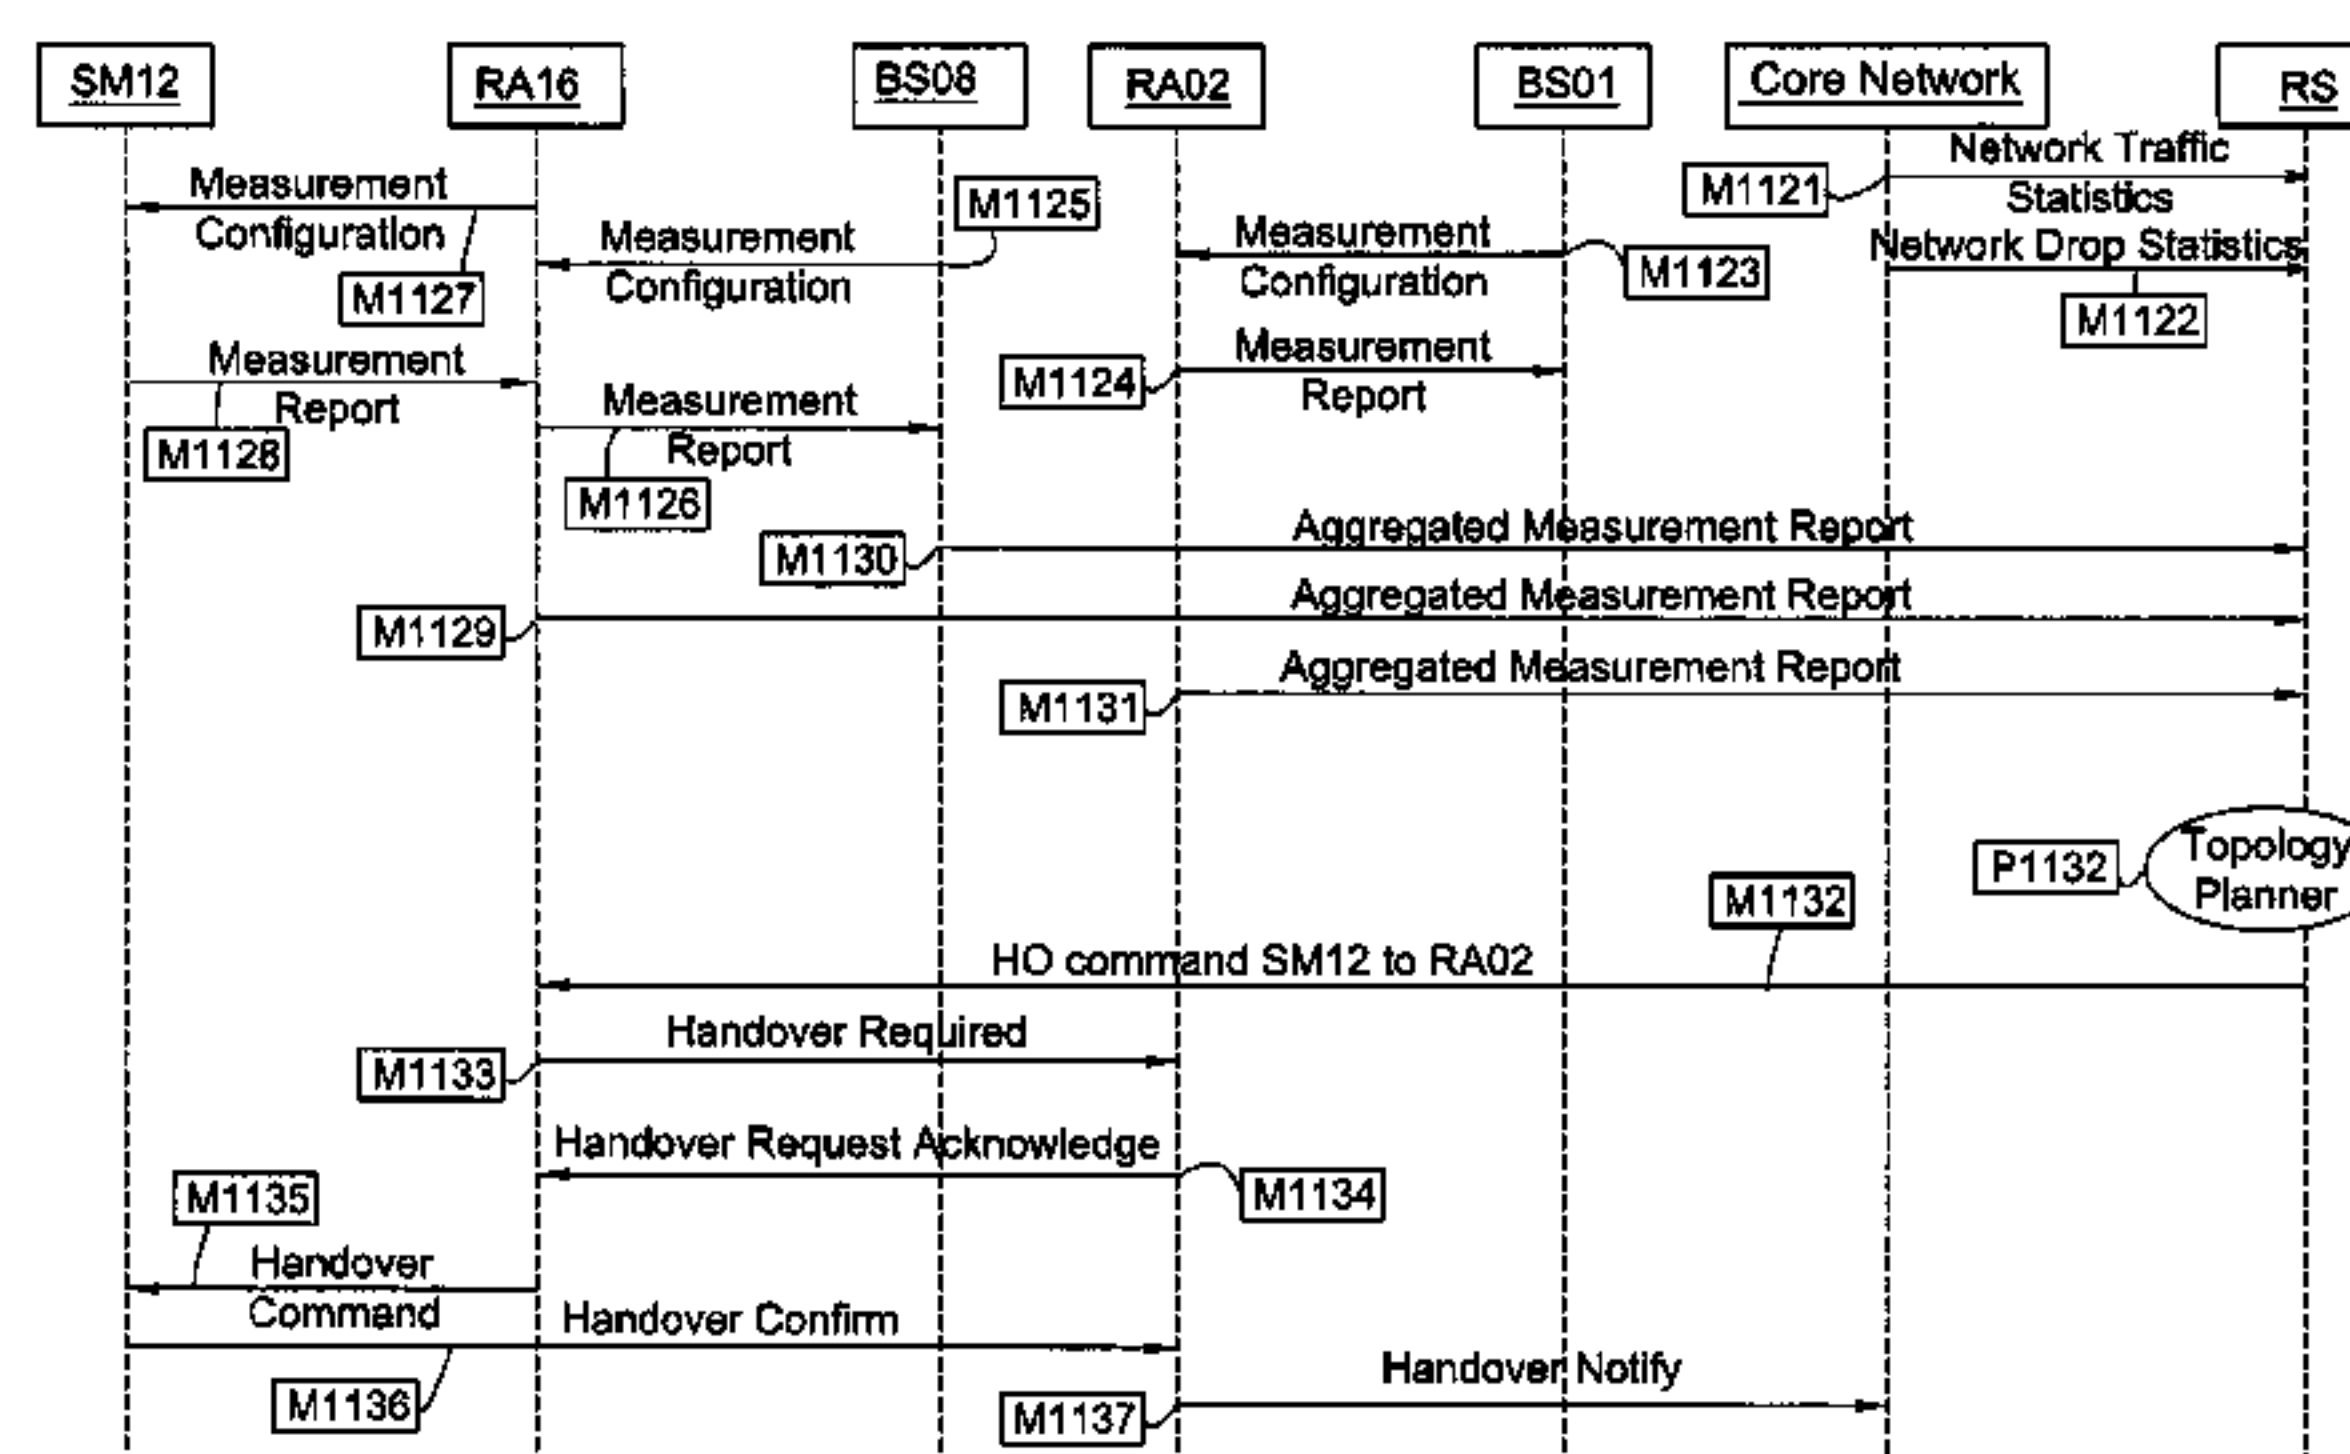 SM12
RA16
BS08
RA02
BS01
Core Network
RS
Network Traffic
Statistics
M1121
Measurement
Configuration
M1127
M1125
Measurement
Configuration
Measurement
Configuration
M1123
Network Drop Statistics
M1122
Measurement
Report
M1128
Measurement
Report
M1126
M1124
Measurement
Report
Aggregated Measurement Report
M1130
Aggregated Measurement Report
M1129
Aggregated Measurement Report
M1131
P1132
Topology
Planner
M1132
HO command SM12 to RA02
Handover Required
M1133
Handover Request Acknowledge
M1134
M1135
Handover
Command
Handover Confirm
M1136
Handover Notify
M1137